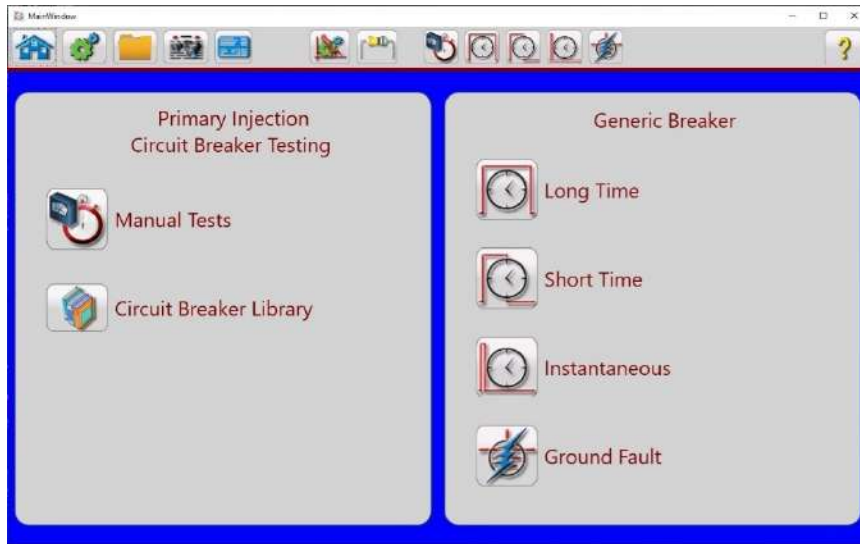 MainWindow
Primary Injection
Circuit Breaker Testing
Manual Tests
Circuit Breaker Library
Generic Breaker
Long Time
Short Time
Instantaneous
Ground Fault